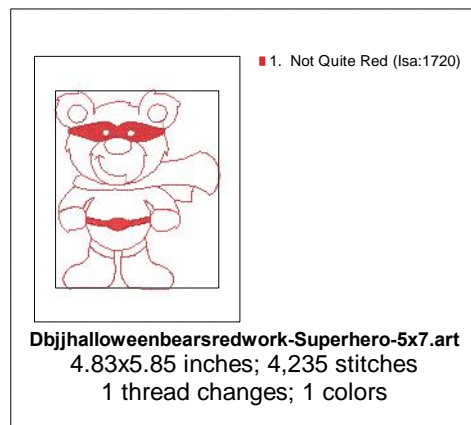 1. Not Quite Red (Isa:1720)
Dbjjhalloweenbearsredwork-Superhero-5x7.art
4.83x5.85 inches; 4,235 stitches
1 thread changes; 1 colors